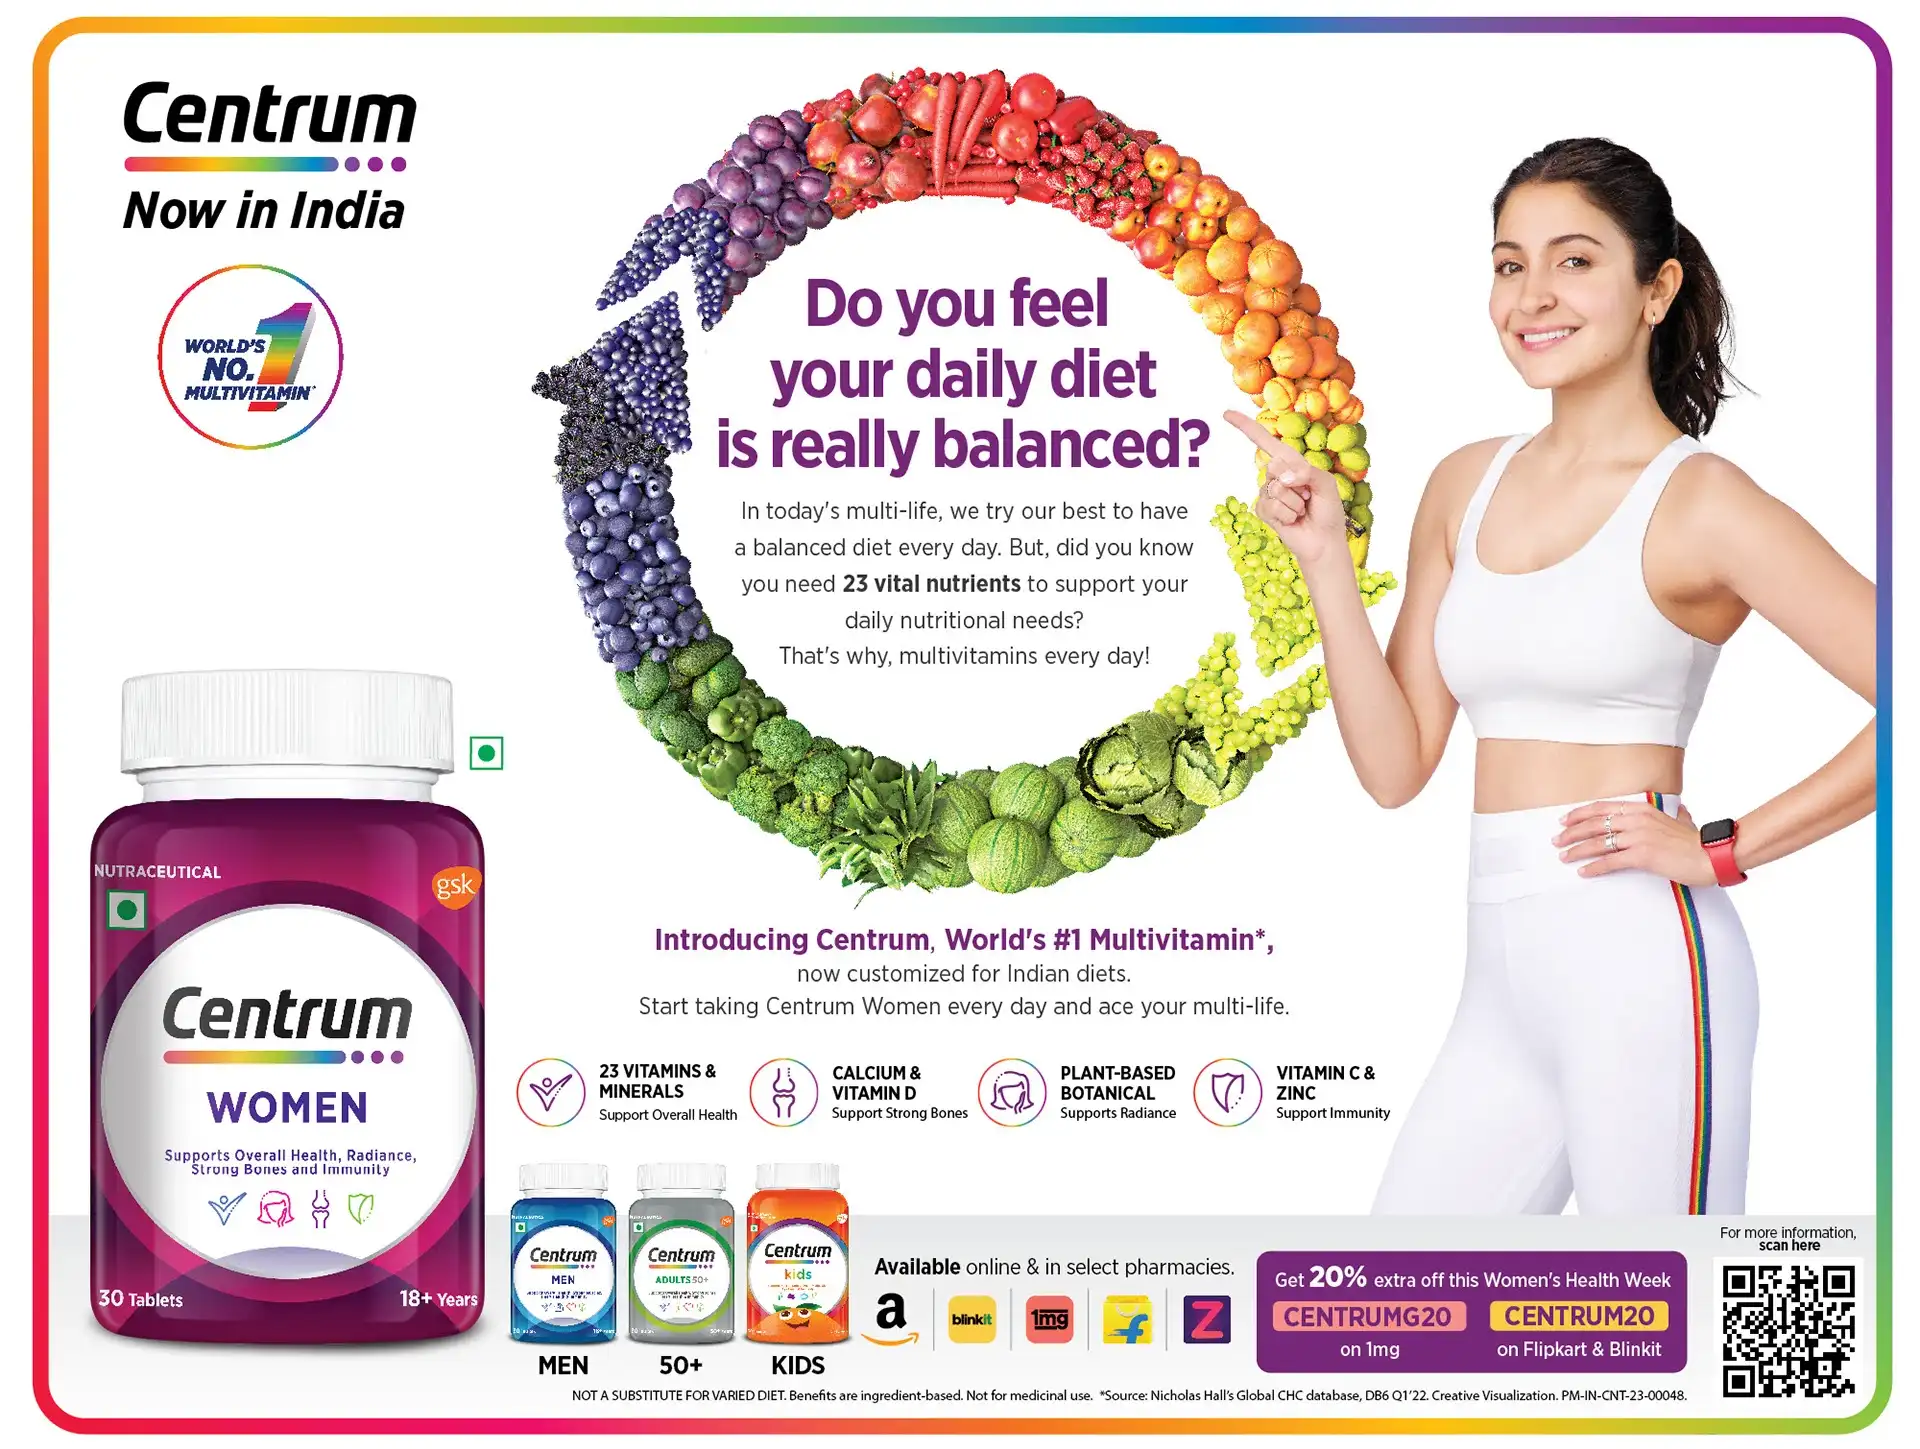 Centrum
Now in India
WORLD'S
NO. 1
MULTIVITAMIN*
Do you feel
your daily diet
is really balanced?
In today's multi-life, we try our best to have
a balanced diet every day. But, did you know
you need 23 vital nutrients to support your
daily nutritional needs?
That's why, multivitamins every day!
NUTRACEUTICAL
gsk
Centrum
WOMEN
Supports Overall Health, Radiance,
Strong Bones and Immunity
30 Tablets
18+ Years
Introducing Centrum, World's #1 Multivitamin*,
now customized for Indian diets.
Start taking Centrum Women every day and ace your multi-life.
23 VITAMINS &
MINERALS
Support Overall Health
CALCIUM &
VITAMIN D
Support Strong Bones
PLANT-BASED
BOTANICAL
Supports Radiance
VITAMIN C &
ZINC
Support Immunity
Centrum
MEN
Centrum
ADULTS 50+
Centrum
kids
MEN
50+
KIDS
Available online & in select pharmacies.
a
blinkit
1mg
f
Z
Get 20% extra off this Women's Health Week
CENTRUMG20
on 1mg
CENTRUM20
on Flipkart & Blinkit
For more information,
scan here
NOT A SUBSTITUTE FOR VARIED DIET. Benefits are ingredient-based. Not for medicinal use. *Source: Nicholas Hall's Global CHC database, DB6 Q1'22. Creative Visualization. PM-IN-CNT-23-00048.